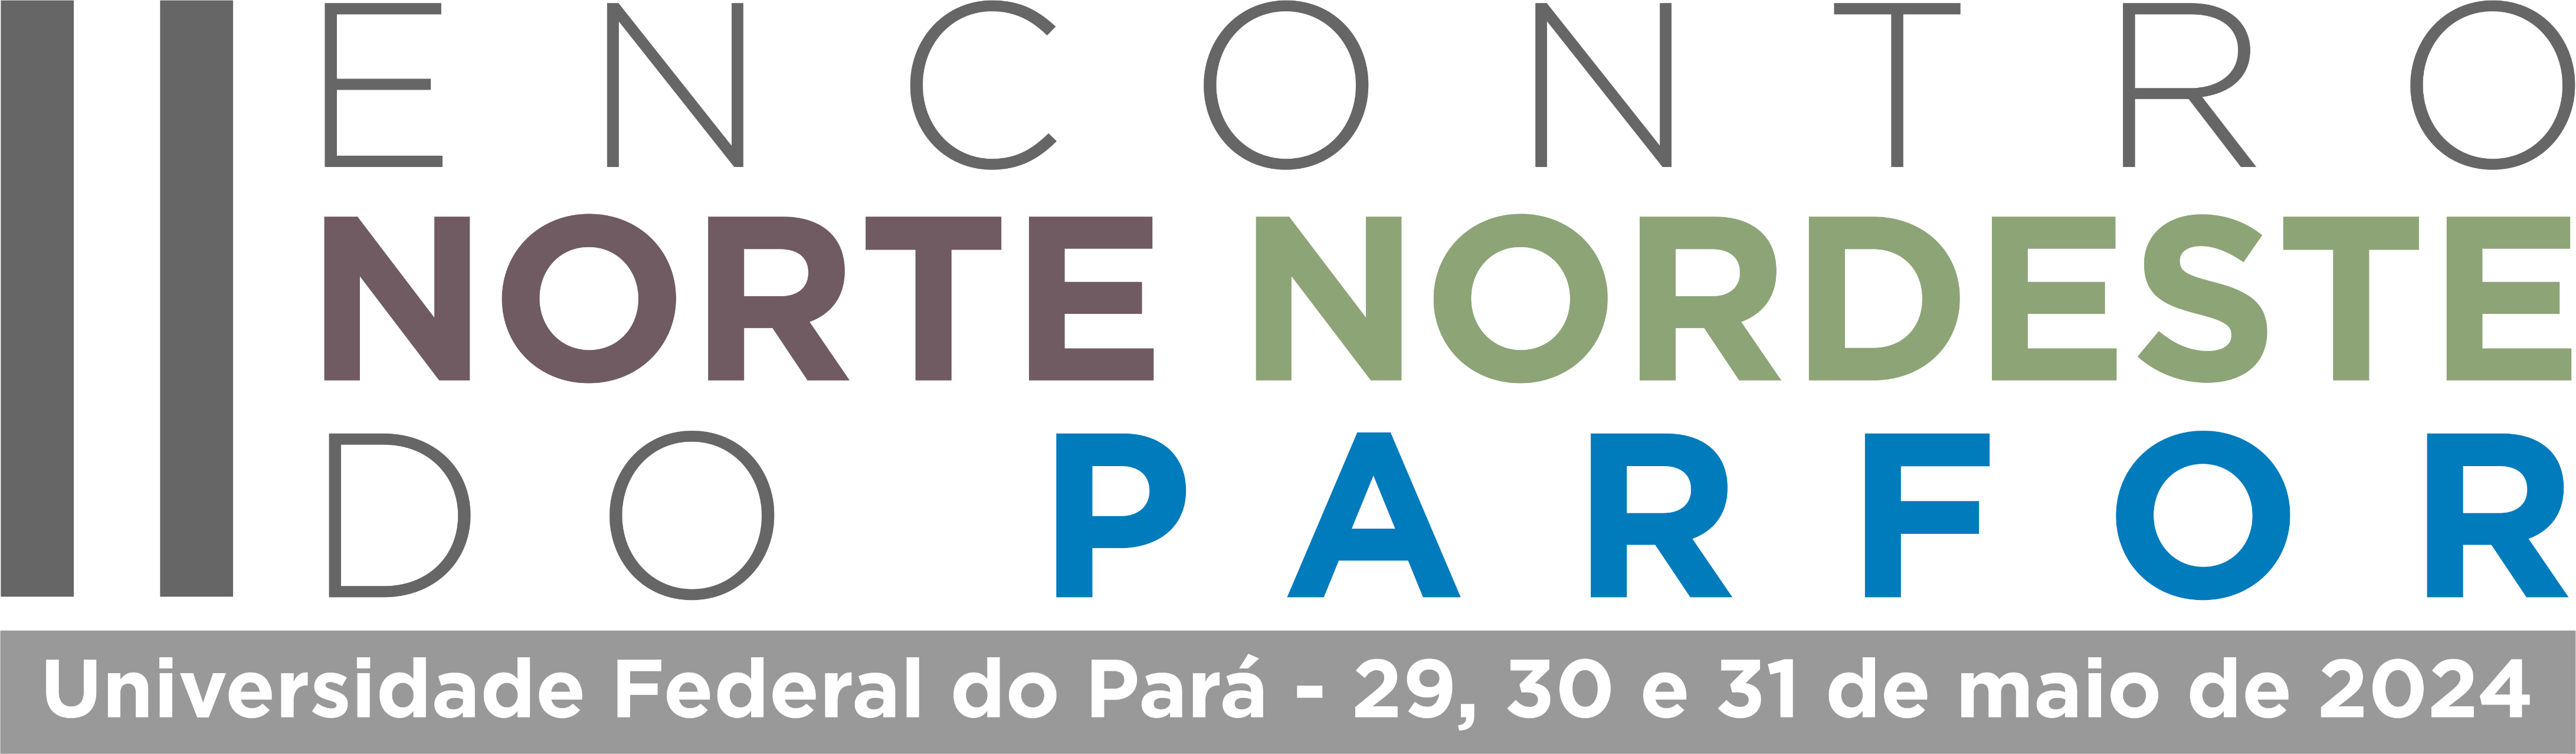 II ENCONTRO
NORTE NORDESTE
DO PARFOR
Universidade Federal do Pará - 29, 30 e 31 de maio de 2024